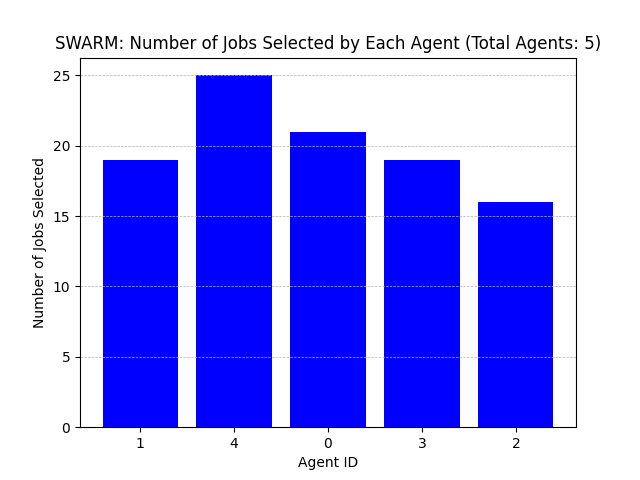 SWARM: Number of Jobs Selected by Each Agent (Total Agents: 5)
25
20
15
10
5
0
Number of Jobs Selected
1 4 0 3 2
Agent ID